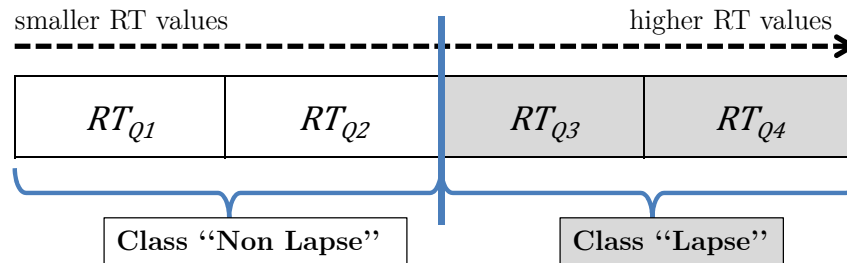 smaller RT values higher RT values
RT_Q1 RT_Q2 RT_Q3 RT_Q4
Class “Non Lapse” Class “Lapse”